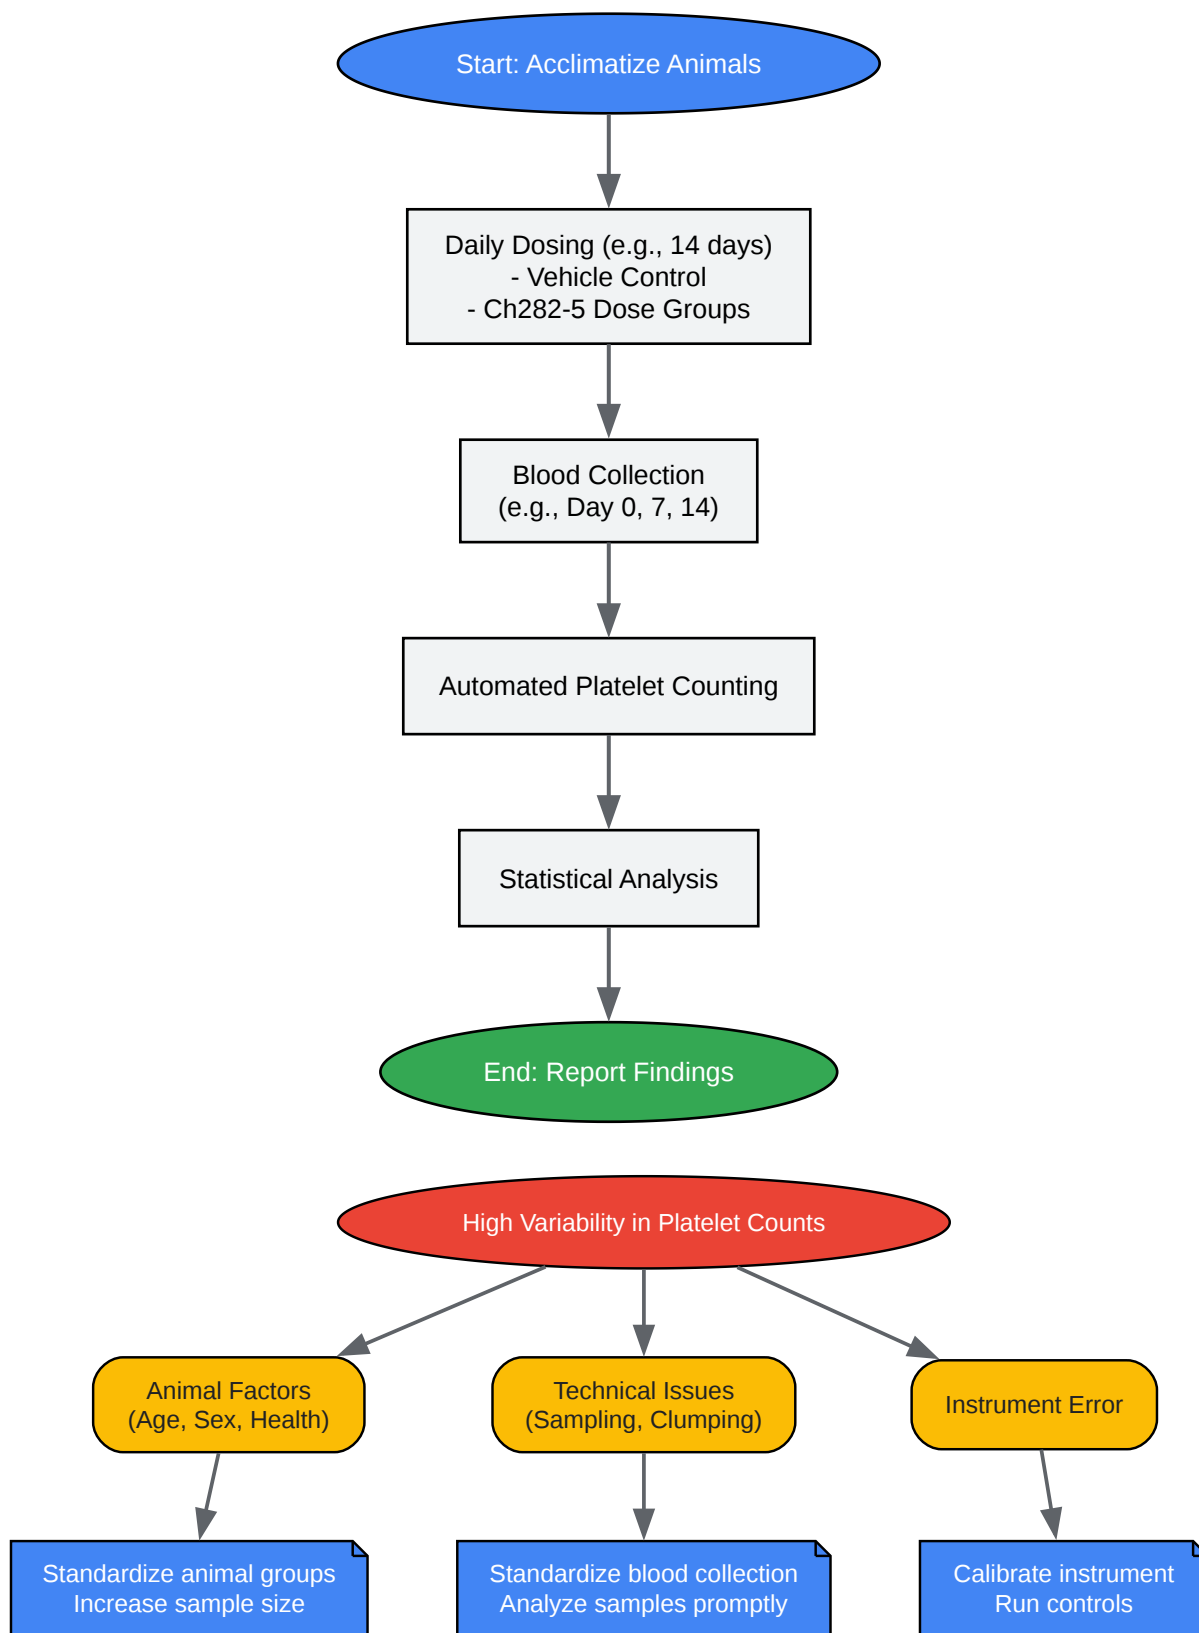 Start: Acclimatize Animals
Daily Dosing (e.g., 14 days)
- Vehicle Control
- Ch282-5 Dose Groups
Blood Collection
(e.g., Day 0, 7, 14)
Automated Platelet Counting
Statistical Analysis
End: Report Findings
High Variability in Platelet Counts
Animal Factors
(Age, Sex, Health)
Technical Issues
(Sampling, Clumping)
Instrument Error
Standardize animal groups
Increase sample size
Standardize blood collection
Analyze samples promptly
Calibrate instrument
Run controls